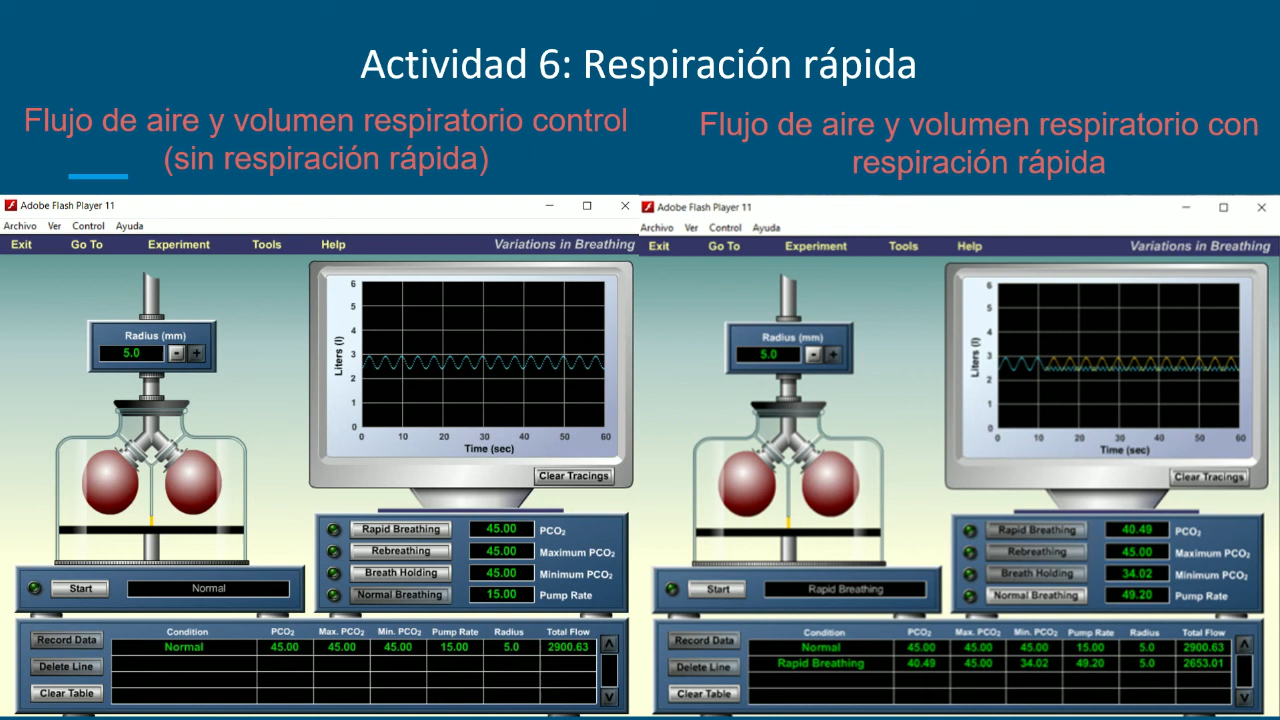 Actividad 6: Respiración rápida
Flujo de aire y volumen respiratorio control
(sin respiración rápida)
Adobe Flash Player 11
Archivo Ver Control Ayuda
Exit Go To Experiment Tools Help Variations in Breathing
Radius (mm)
5.0 - +
6
5
4
3
2
1
0
Liters (l)
0 10 20 30 40 50 60
Time (sec)
Clear Tracings
Rapid Breathing 45.00 PCO₂
Rebreathing 45.00 Maximum PCO₂
Breath Holding 45.00 Minimum PCO₂
Normal Breathing 15.00 Pump Rate
Start Normal
Record Data
Delete Line
Clear Table
Condition PCO₂ Max. PCO₂ Min. PCO₂ Pump Rate Radius Total Flow
Normal 45.00 45.00 45.00 15.00 5.0 2900.63
Flujo de aire y volumen respiratorio con
respiración rápida
Adobe Flash Player 11
Archivo Ver Control Ayuda
Exit Go To Experiment Tools Help Variations in Breathing
Radius (mm)
5.0 - +
6
5
4
3
2
1
0
Liters (l)
0 10 20 30 40 50 60
Time (sec)
Clear Tracings
Rapid Breathing 40.49 PCO₂
Rebreathing 45.00 Maximum PCO₂
Breath Holding 34.02 Minimum PCO₂
Normal Breathing 49.20 Pump Rate
Start Rapid Breathing
Record Data
Delete Line
Clear Table
Condition PCO₂ Max. PCO₂ Min. PCO₂ Pump Rate Radius Total Flow
Normal 45.00 45.00 45.00 15.00 5.0 2900.63
Rapid Breathing 40.49 45.00 34.02 49.20 5.0 2653.01